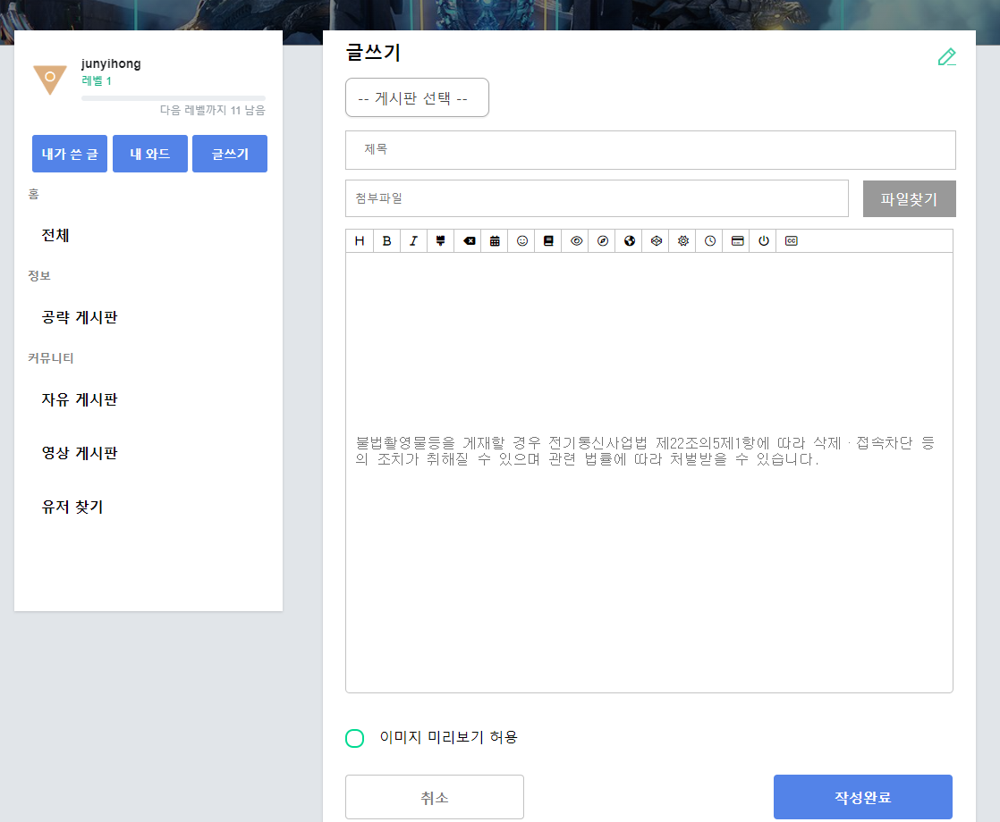 junyihong
레벨 1
다음 레벨까지 11 남음
내가 쓴 글 내 와드 글쓰기
홈
전체
정보
공략 게시판
커뮤니티
자유 게시판
영상 게시판
유저 찾기
글쓰기
-- 게시판 선택 --
제목
첨부파일 파일찾기
H B I
CC
불법촬영물등을 게재할 경우 전기통신사업법 제22조의5제1항에 따라 삭제·접속차단 등
의 조치가 취해질 수 있으며 관련 법률에 따라 처벌받을 수 있습니다.
이미지 미리보기 허용
취소 작성완료